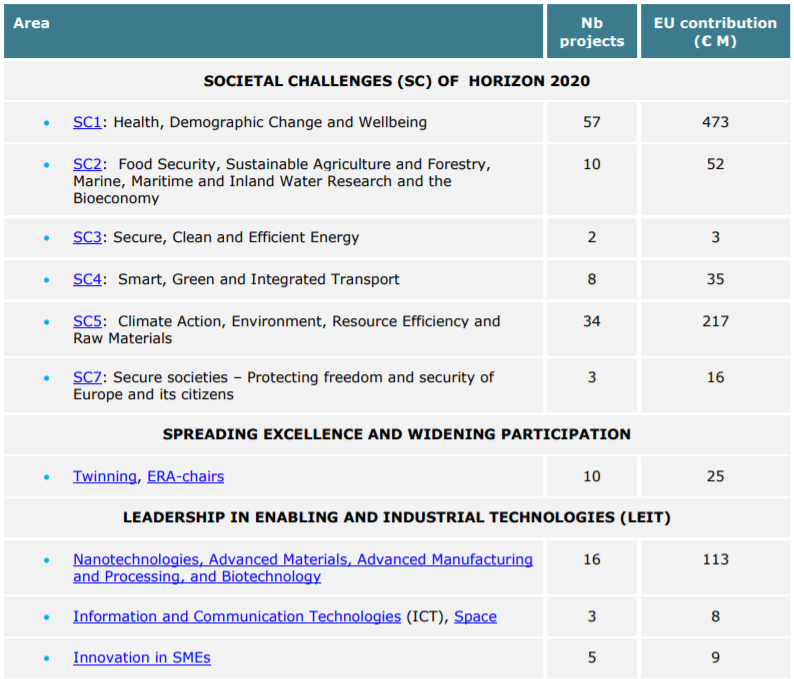 Area
Nb
projects
EU contribution
(€ M)
SOCIETAL CHALLENGES (SC) OF HORIZON 2020
• SC1: Health, Demographic Change and Wellbeing
57
473
• SC2: Food Security, Sustainable Agriculture and Forestry,
Marine, Maritime and Inland Water Research and the
Bioeconomy
10
52
• SC3: Secure, Clean and Efficient Energy
2
3
• SC4: Smart, Green and Integrated Transport
8
35
• SC5: Climate Action, Environment, Resource Efficiency and
Raw Materials
34
217
• SC7: Secure societies – Protecting freedom and security of
Europe and its citizens
3
16
SPREADING EXCELLENCE AND WIDENING PARTICIPATION
• Twinning, ERA-chairs
10
25
LEADERSHIP IN ENABLING AND INDUSTRIAL TECHNOLOGIES (LEIT)
• Nanotechnologies, Advanced Materials, Advanced Manufacturing
and Processing, and Biotechnology
16
113
• Information and Communication Technologies (ICT), Space
3
8
• Innovation in SMEs
5
9